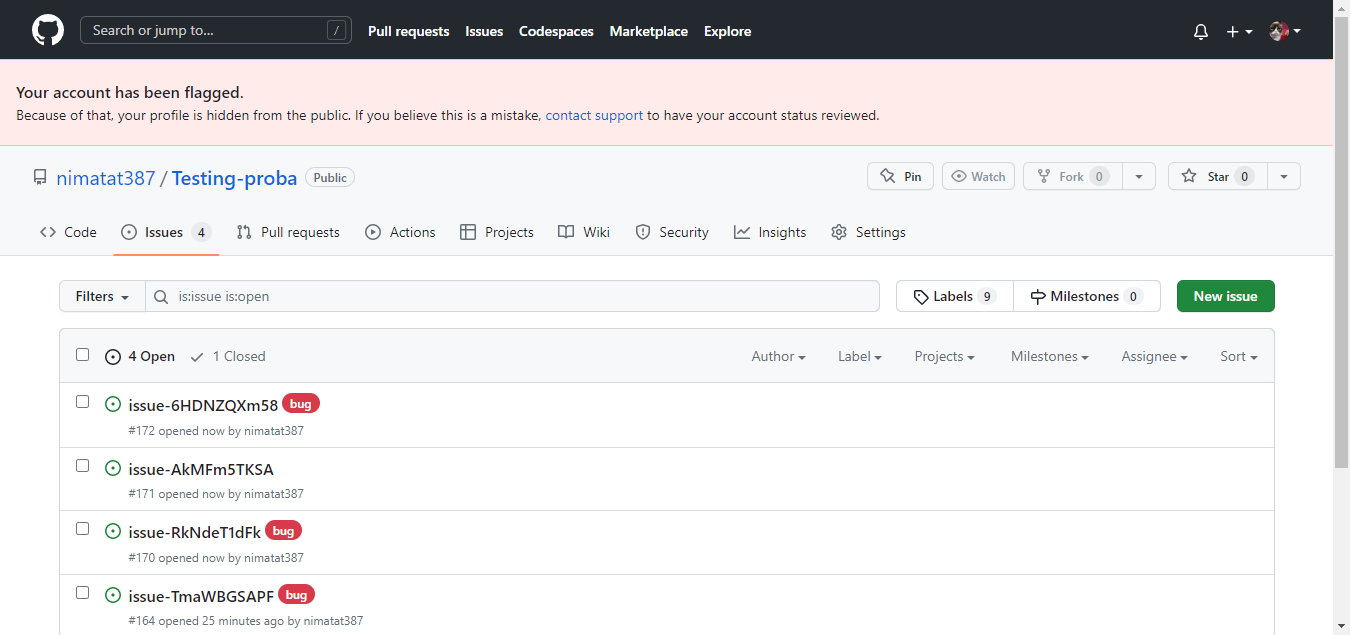 Search or jump to... / Pull requests Issues Codespaces Marketplace Explore
Your account has been flagged.
Because of that, your profile is hidden from the public. If you believe this is a mistake, contact support to have your account status reviewed.
nimatat387 / Testing-proba Public Pin Watch Fork 0 Star 0
Code Issues 4 Pull requests Actions Projects Wiki Security Insights Settings
Filters is:issue is:open Labels 9 Milestones 0 New issue
4 Open 1 Closed Author Label Projects Milestones Assignee Sort
issue-6HDNZQXm58 bug
#172 opened now by nimatat387
issue-AkMFm5TKSA
#171 opened now by nimatat387
issue-RkNdeT1dFk bug
#170 opened now by nimatat387
issue-TmaWBGSAPF bug
#164 opened 25 minutes ago by nimatat387